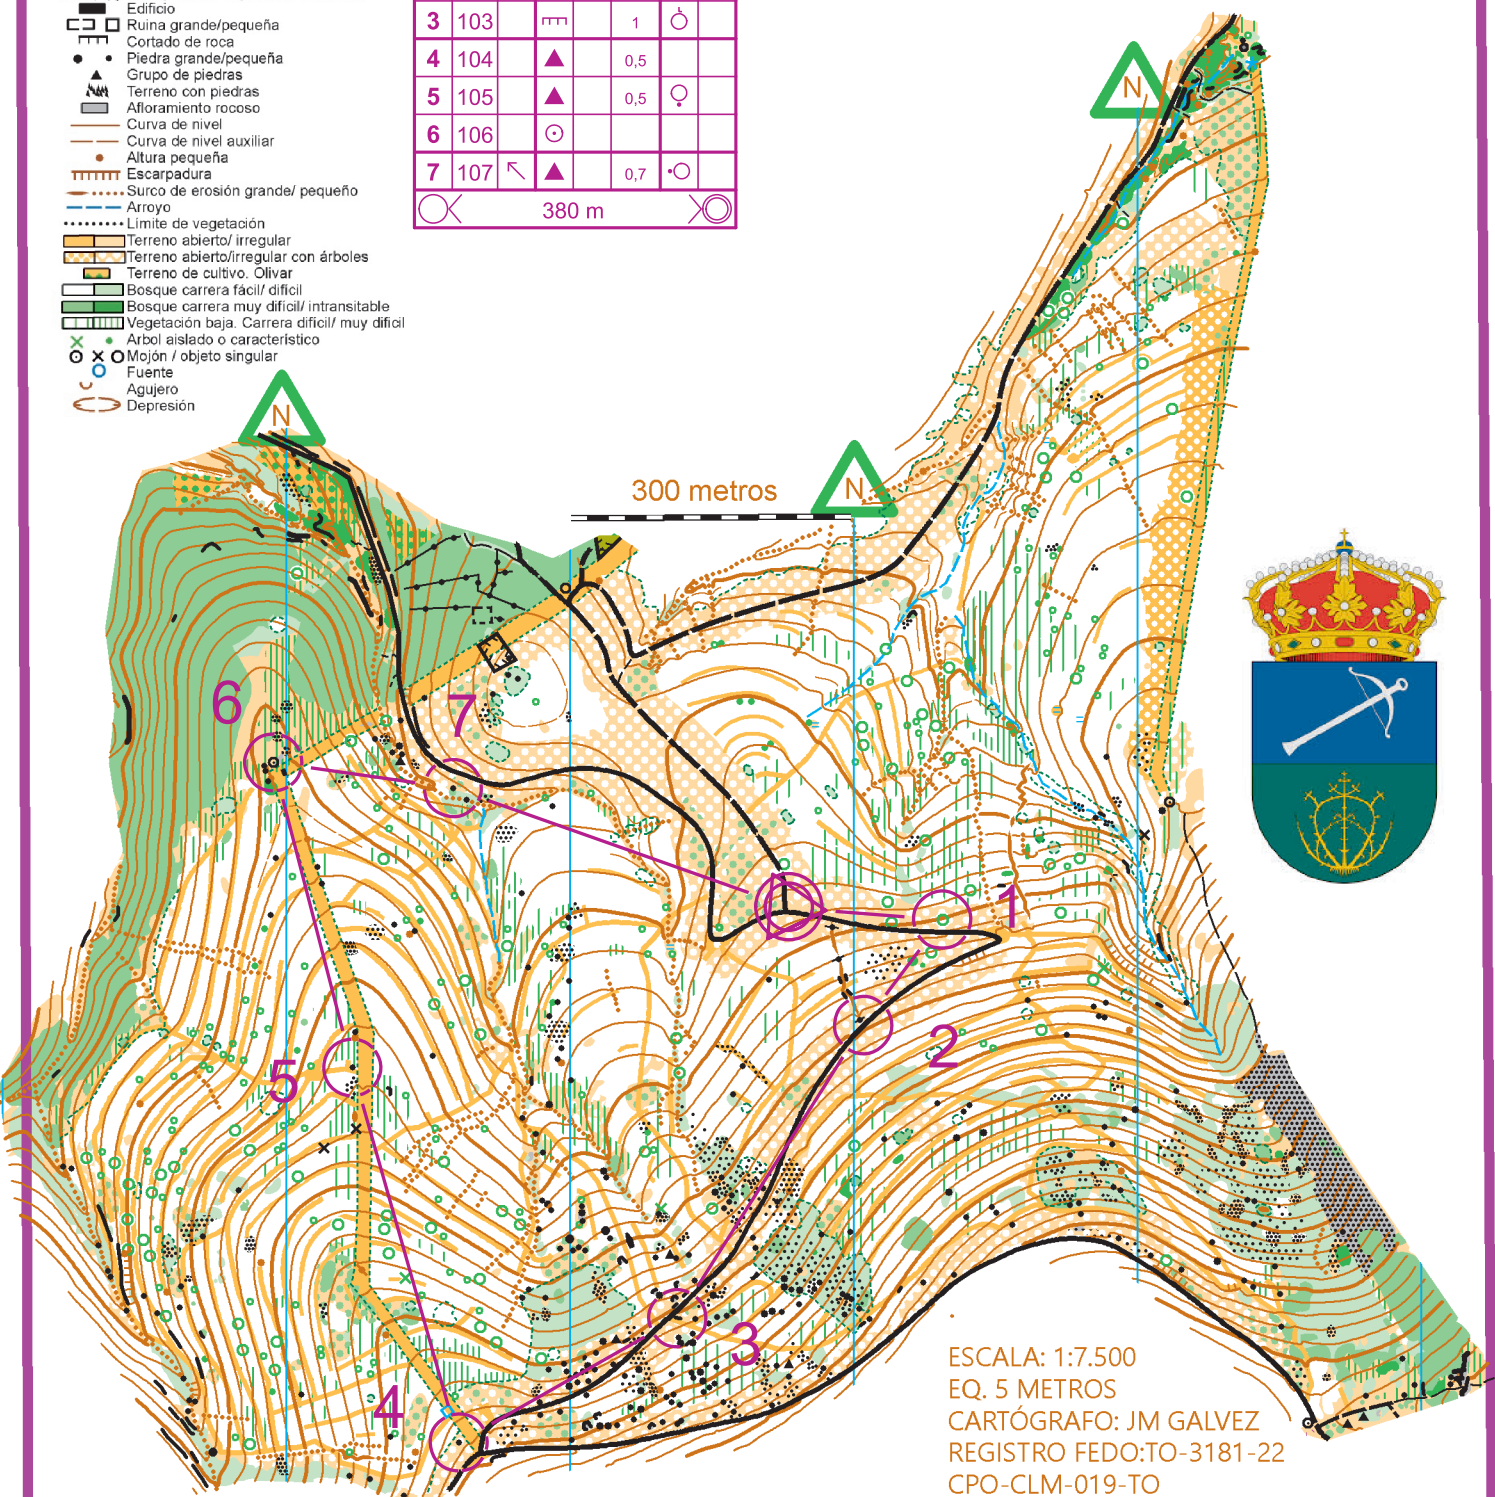 Edificio
Ruina grande/pequeña
Cortado de roca
Piedra grande/pequeña
Grupo de piedras
Terreno con piedras
Afloramiento rocoso
Curva de nivel
Curva de nivel auxiliar
Altura pequeña
Escarpadura
Surco de erosión grande/ pequeño
Arroyo
Límite de vegetación
Terreno abierto/ irregular
Terreno abierto/irregular con árboles
Terreno de cultivo. Olivar
Bosque carrera fácil/ difícil
Bosque carrera muy difícil/ intransitable
Vegetación baja. Carrera difícil/ muy difícil
Arbol aislado o característico
Mojón / objeto singular
Fuente
Agujero
Depresión
3 103 1
4 104 0,5
5 105 0,5
6 106
7 107 0,7
380 m
N
N
N
300 metros
6
7
1
2
5
3
4
ESCALA: 1:7.500
EQ. 5 METROS
CARTÓGRAFO: JM GALVEZ
REGISTRO FEDO:TO-3181-22
CPO-CLM-019-TO